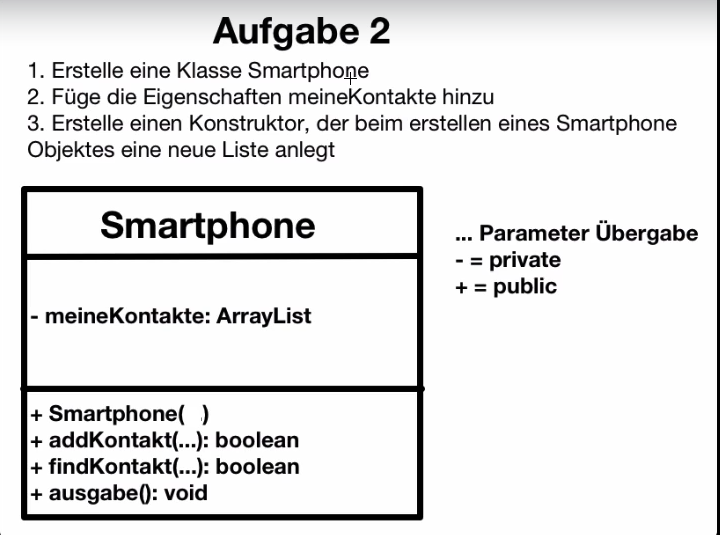 Aufgabe 2
1. Erstelle eine Klasse Smartphone
2. Füge die Eigenschaften meineKontakte hinzu
3. Erstelle einen Konstruktor, der beim erstellen eines Smartphone
Objektes eine neue Liste anlegt
Smartphone
- meineKontakte: ArrayList
+ Smartphone( )
+ addKontakt(...): boolean
+ findKontakt(...): boolean
+ ausgabe(): void
... Parameter Übergabe
- = private
+ = public